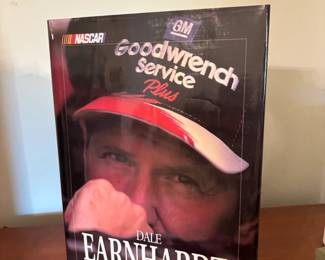 NASCAR
GM
Goodwrench
Service
Plus
DALE
EARNHARDT